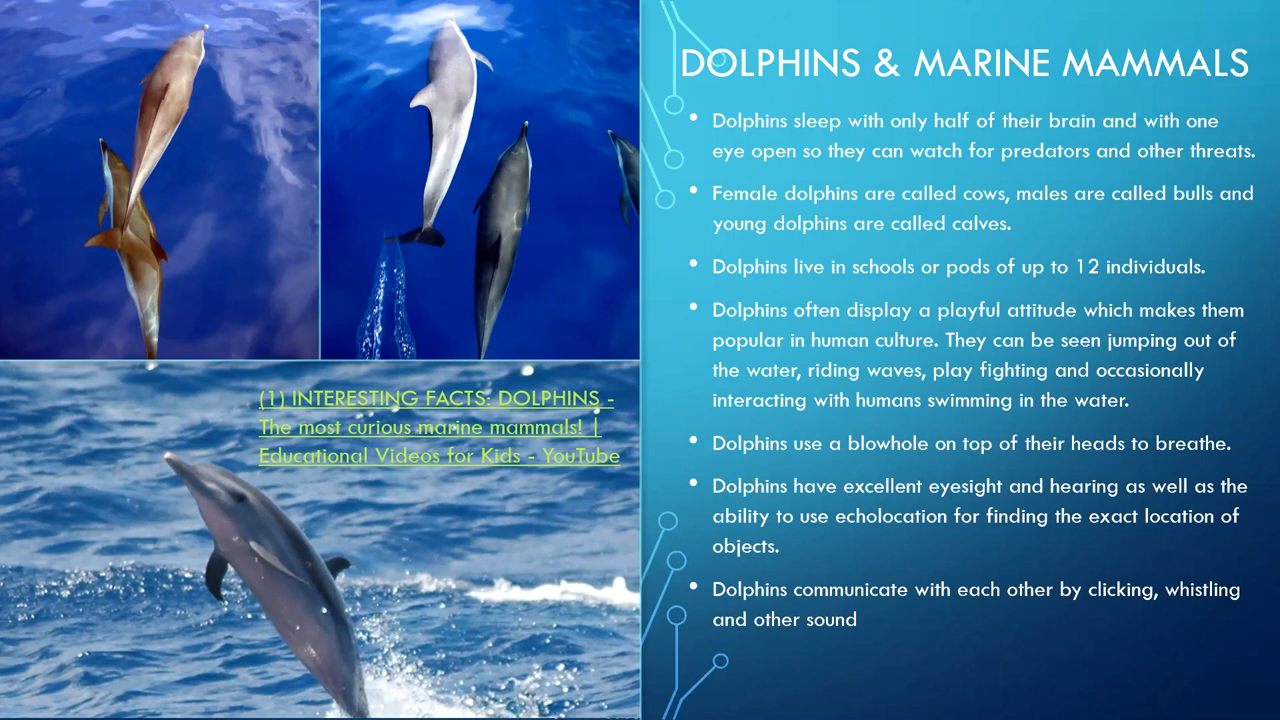 DOLPHINS & MARINE MAMMALS
• Dolphins sleep with only half of their brain and with one
eye open so they can watch for predators and other threats.
• Female dolphins are called cows, males are called bulls and
young dolphins are called calves.
• Dolphins live in schools or pods of up to 12 individuals.
• Dolphins often display a playful attitude which makes them
popular in human culture. They can be seen jumping out of
the water, riding waves, play fighting and occasionally
interacting with humans swimming in the water.
• Dolphins use a blowhole on top of their heads to breathe.
• Dolphins have excellent eyesight and hearing as well as the
ability to use echolocation for finding the exact location of
objects.
• Dolphins communicate with each other by clicking, whistling
and other sound
(1) INTERESTING FACTS: DOLPHINS -
The most curious marine mammals! |
Educational Videos for Kids - YouTube